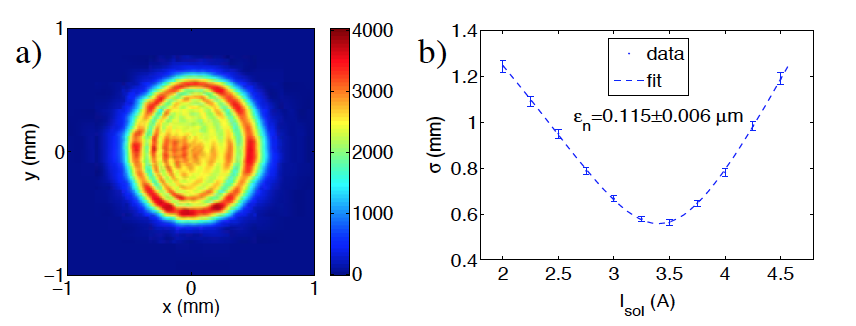 a)
1
0
−1
y (mm)
−1
0
1
x (mm)
4000
3000
2000
1000
0
b)
1.4
1.2
1
0.8
0.6
0.4
σ (mm)
data
fit
εn=0.115±0.006 μm
2
2.5
3
3.5
4
4.5
Isol (A)